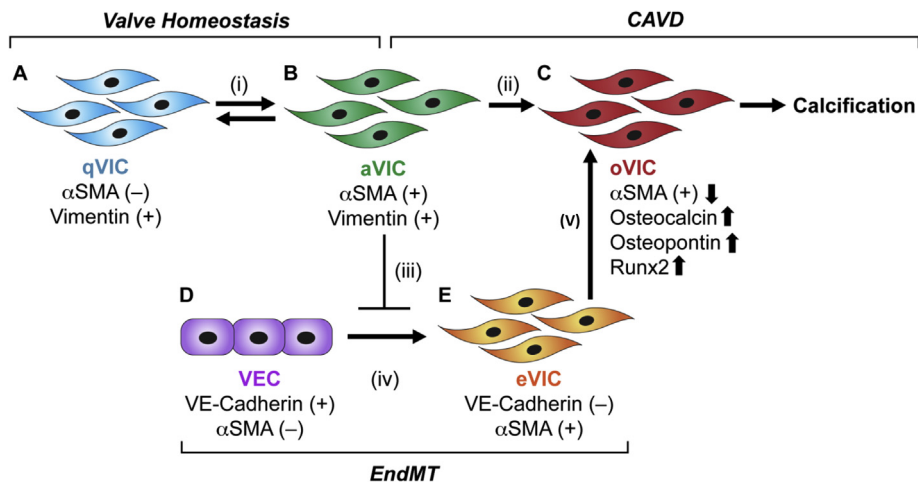 Valve Homeostasis
CAVD
A
(i)
B
(ii)
C
Calcification
qVIC
αSMA (–)
Vimentin (+)
aVIC
αSMA (+)
Vimentin (+)
oVIC
αSMA (+)
Osteocalcin
Osteopontin
Runx2
(v)
(iii)
D
E
VEC
VE-Cadherin (+)
αSMA (–)
(iv)
eVIC
VE-Cadherin (–)
αSMA (+)
EndMT